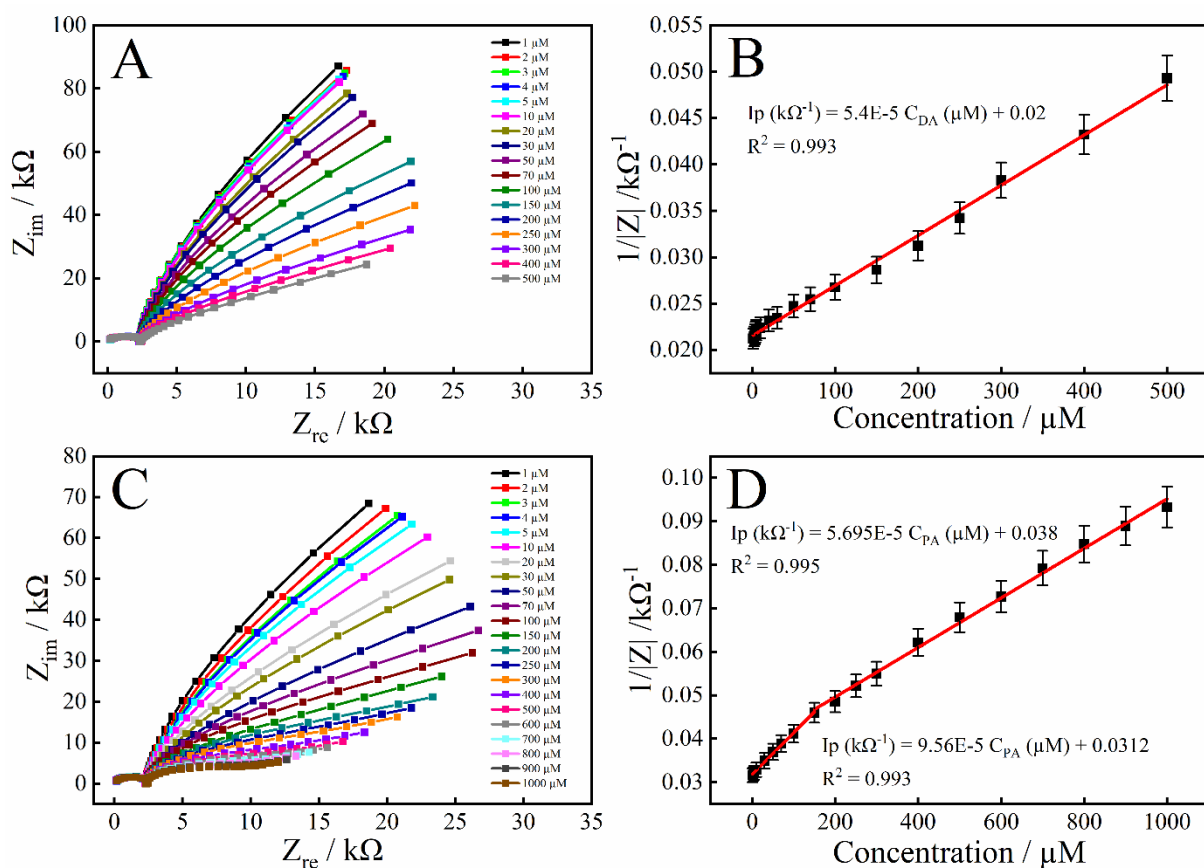 A
100
80
60
40
20
0
Z_im / kΩ
0 5 10 15 20 25 30 35
Z_re / kΩ
1 µM
2 µM
3 µM
4 µM
5 µM
10 µM
20 µM
30 µM
50 µM
70 µM
100 µM
150 µM
200 µM
250 µM
300 µM
400 µM
500 µM
B
0.055
0.050
0.045
0.040
0.035
0.030
0.025
0.020
1/|Z| /kΩ⁻¹
Ip (kΩ⁻¹) = 5.4E-5 C_DA (µM) + 0.02
R² = 0.993
0 100 200 300 400 500
Concentration / µM
C
80
70
60
50
40
30
20
10
0
Z_im / kΩ
0 5 10 15 20 25 30 35
Z_re / kΩ
1 µM
2 µM
3 µM
4 µM
5 µM
10 µM
20 µM
30 µM
50 µM
70 µM
100 µM
150 µM
200 µM
250 µM
300 µM
400 µM
500 µM
600 µM
700 µM
800 µM
900 µM
1000 µM
D
0.10
0.09
0.08
0.07
0.06
0.05
0.04
0.03
1/|Z| /kΩ⁻¹
Ip (kΩ⁻¹) = 5.695E-5 C_PA (µM) + 0.038
R² = 0.995
Ip (kΩ⁻¹) = 9.56E-5 C_PA (µM) + 0.0312
R² = 0.993
0 200 400 600 800 1000
Concentration / µM